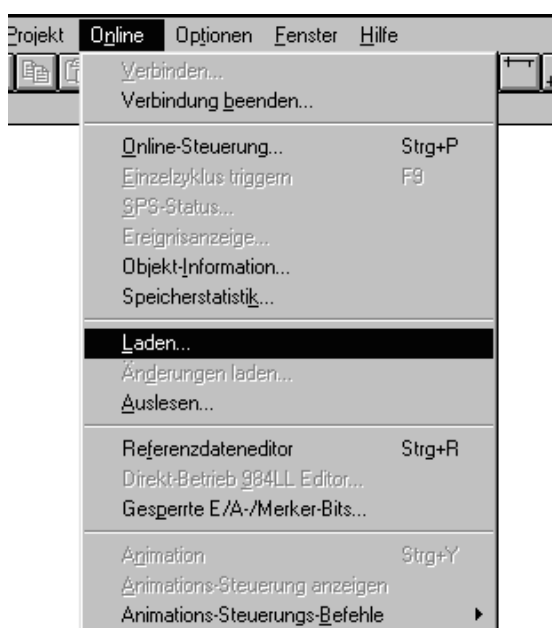 Projekt Online Optionen Fenster Hilfe
Verbinden...
Verbindung beenden...
Online-Steuerung... Strg+P
Einzelzyklus triggern F9
SPS-Status...
Ereignisanzeige...
Objekt-Information...
Speicherstatistik...
Laden...
Änderungen laden...
Auslesen...
Referenzdateneditor Strg+R
Direkt-Betrieb 984LL Editor...
Gesperrte E/A-/Merker-Bits...
Animation Strg+Y
Animations-Steuerung anzeigen
Animations-Steuerungs-Befehle